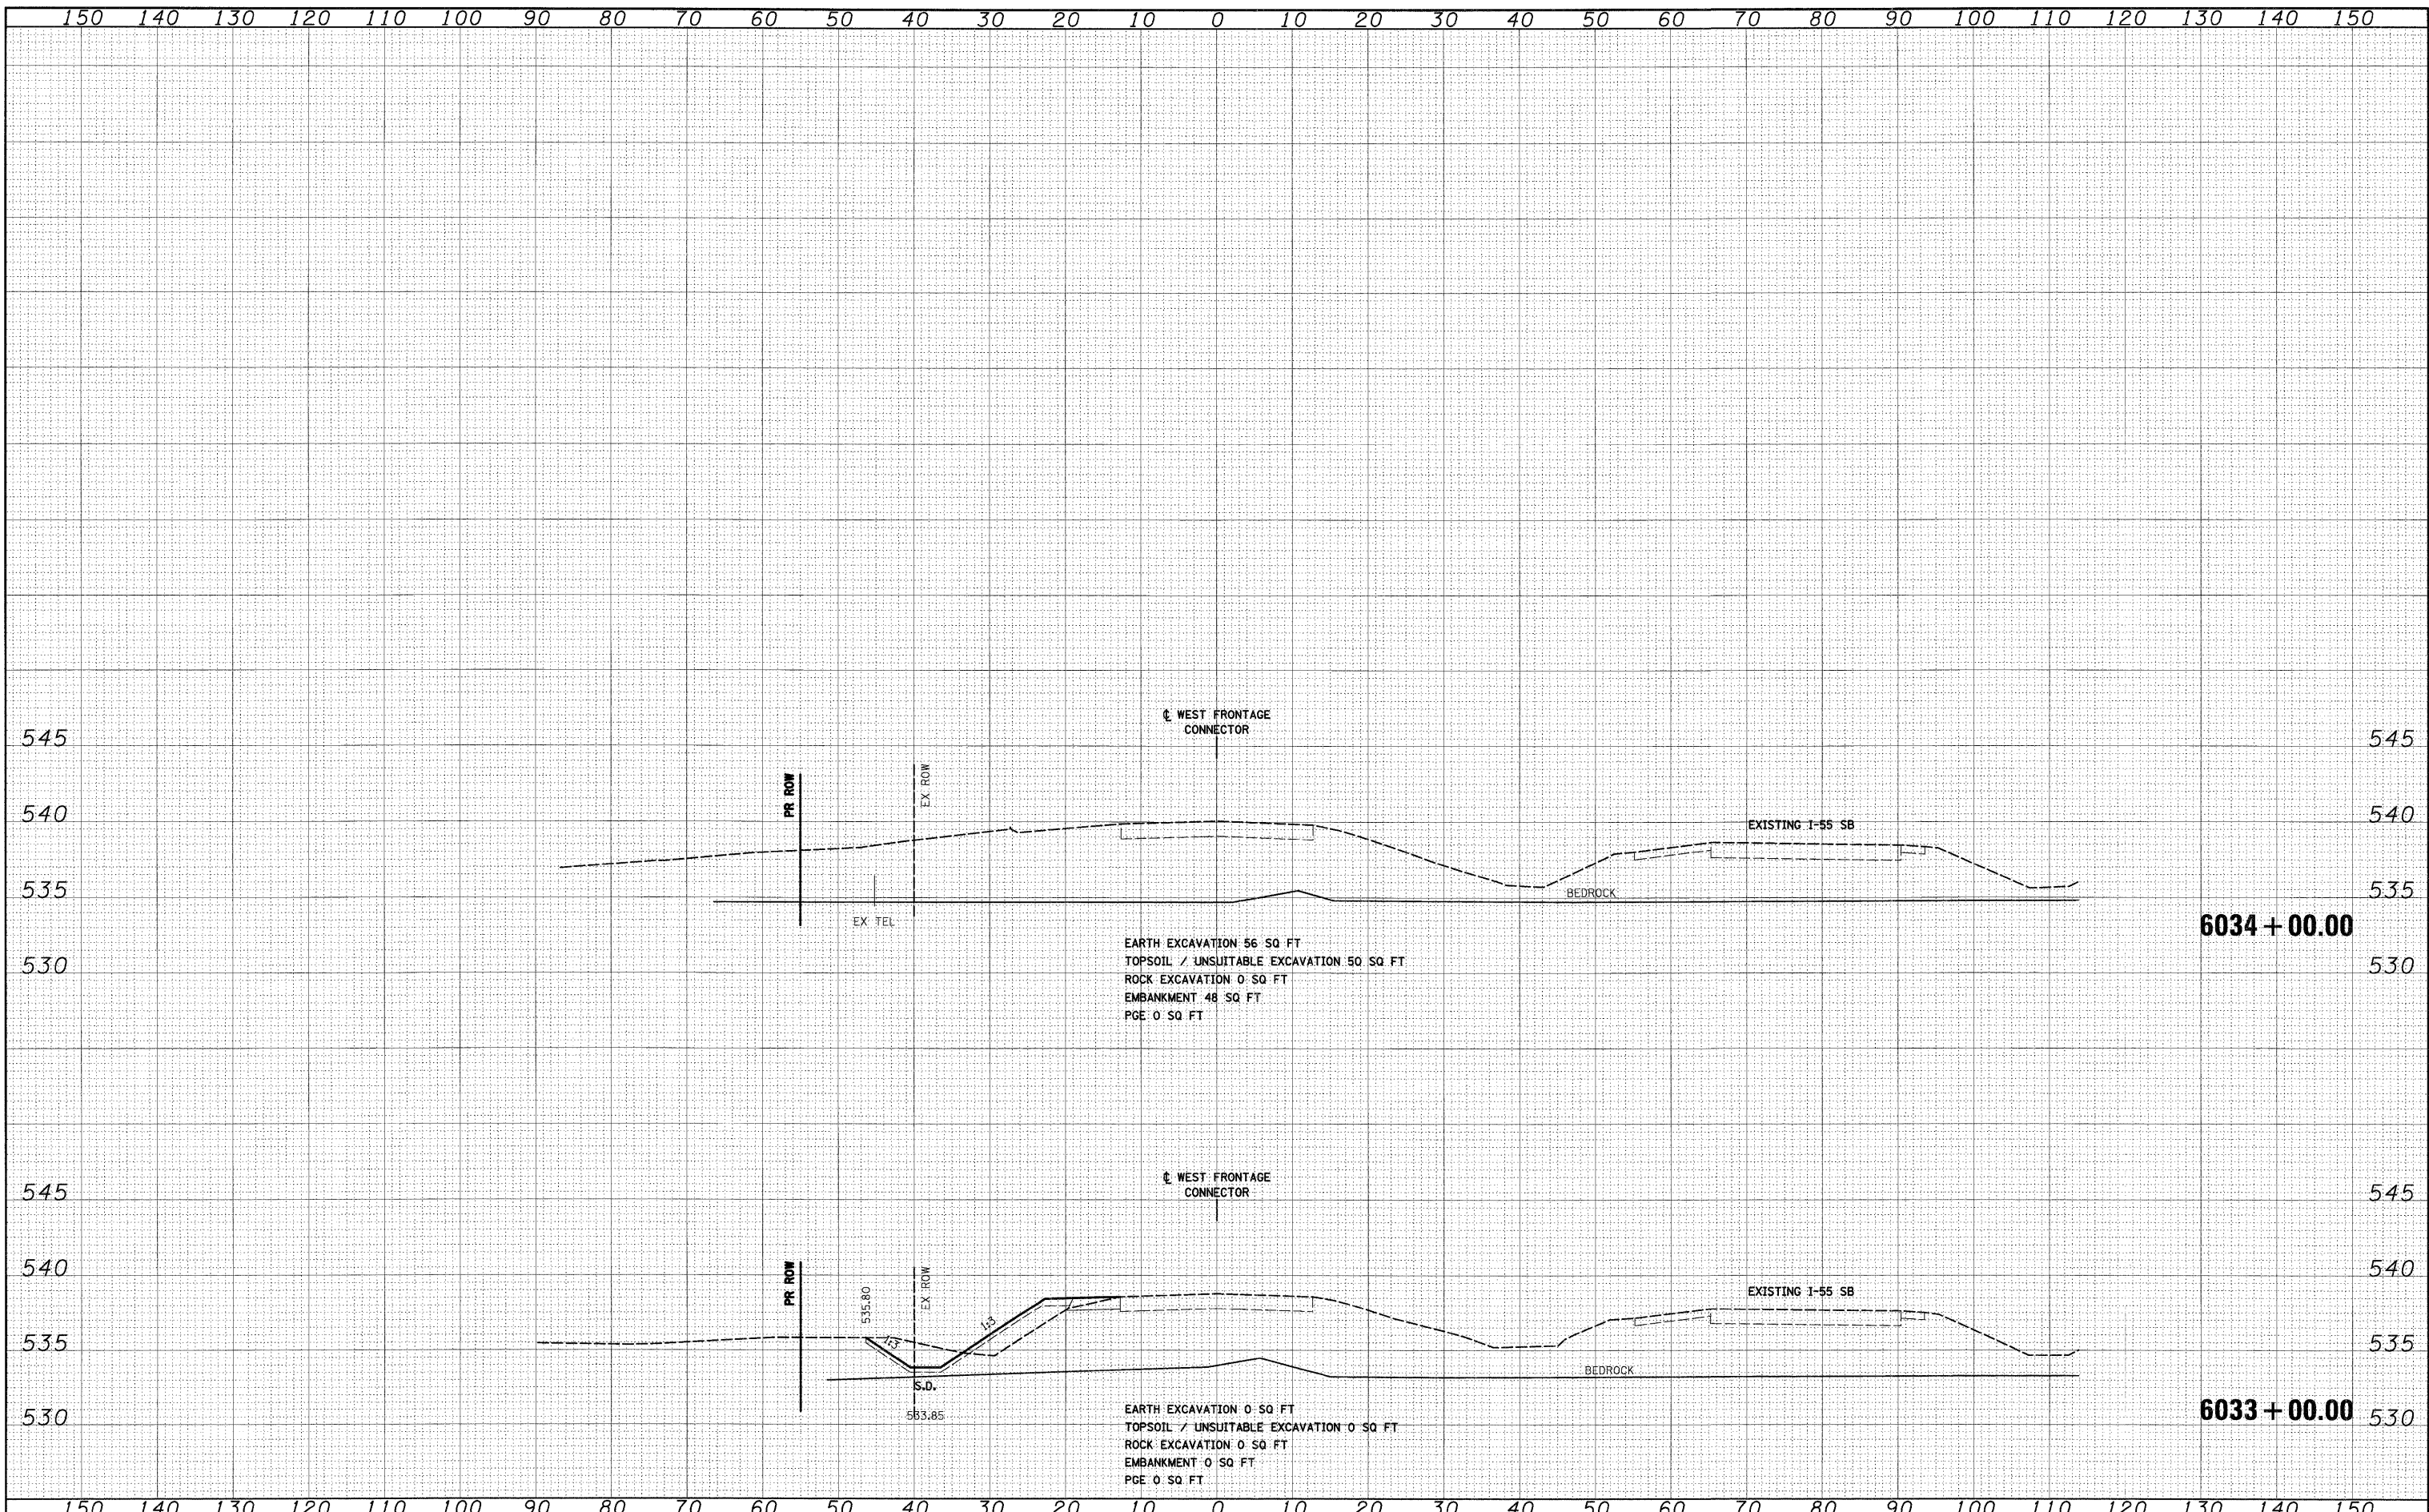 150 140 130 120 110 100 90 80 70 60 50 40 30 20 10 0 10 20 30 40 50 60 70 80 90 100 110 120 130 140 150
℄ WEST FRONTAGE
CONNECTOR
545 545
PR ROW
EX ROW
540 540
EXISTING I-55 SB
535 535
BEDROCK
EX TEL
6034+00.00
EARTH EXCAVATION 56 SQ FT
TOPSOIL / UNSUITABLE EXCAVATION 50 SQ FT
530 530
ROCK EXCAVATION 0 SQ FT
EMBANKMENT 48 SQ FT
PGE 0 SQ FT
℄ WEST FRONTAGE
CONNECTOR
545 545
PR ROW
EX ROW
540 540
535.80
EXISTING I-55 SB
1:3
1:3
535 535
BEDROCK
S.D.
533.85
6033+00.00
530 530
EARTH EXCAVATION 0 SQ FT
TOPSOIL / UNSUITABLE EXCAVATION 0 SQ FT
ROCK EXCAVATION 0 SQ FT
EMBANKMENT 0 SQ FT
PGE 0 SQ FT
150 140 130 120 110 100 90 80 70 60 50 40 30 20 10 0 10 20 30 40 50 60 70 80 90 100 110 120 130 140 150